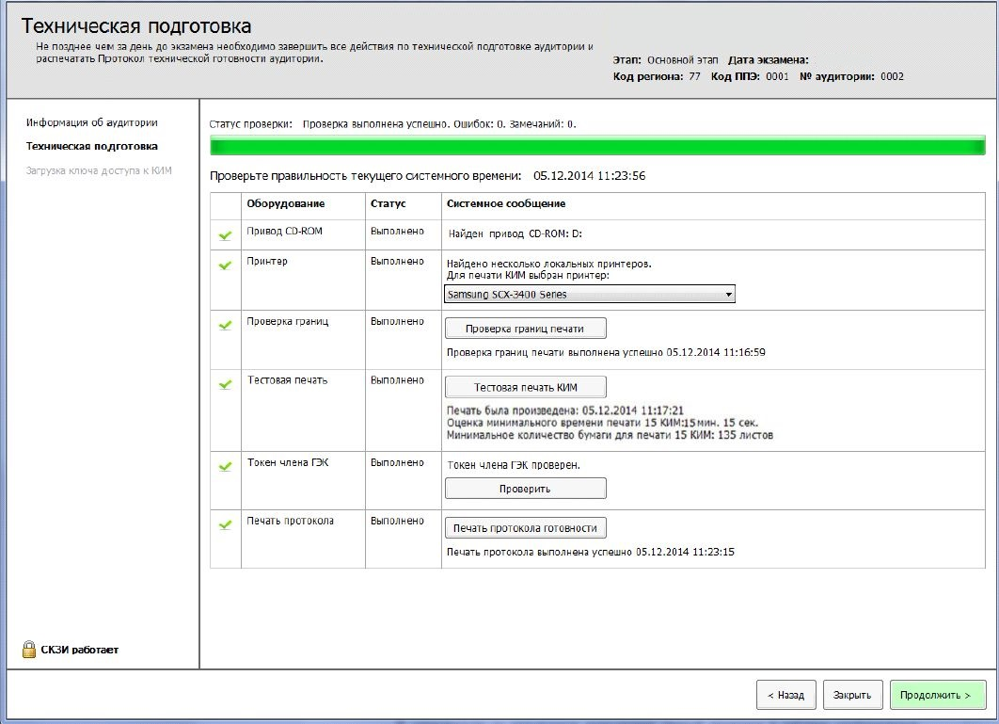 Техническая подготовка
Не позднее чем за день до экзамена необходимо завершить все действия по технической подготовке аудитории и
распечатать Протокол технической готовности аудитории.
Этап: Основной этап Дата экзамена:
Код региона: 77 Код ППЭ: 0001 № аудитории: 0002
Информация об аудитории
Техническая подготовка
Загрузка ключа доступа к КИМ
Статус проверки: Проверка выполнена успешно. Ошибок: 0. Замечаний: 0.
Проверьте правильность текущего системного времени: 05.12.2014 11:23:56
Оборудование Статус Системное сообщение
Привод CD-ROM Выполнено Найден привод CD-ROM: D:
Принтер Выполнено Найдено несколько локальных принтеров.
Для печати КИМ выбран принтер:
Samsung SCX-3400 Series
Проверка границ Выполнено Проверка границ печати
Проверка границ печати выполнена успешно 05.12.2014 11:16:59
Тестовая печать Выполнено Тестовая печать КИМ
Печать была произведена: 05.12.2014 11:17:21
Оценка минимального времени печати 15 КИМ:15мин. 15 сек.
Минимальное количество бумаги для печати 15 КИМ: 135 листов
Токен члена ГЭК Выполнено Токен члена ГЭК проверен.
Проверить
Печать протокола Выполнено Печать протокола готовности
Печать протокола выполнена успешно 05.12.2014 11:23:15
СКЗИ работает
< Назад Закрыть Продолжить >